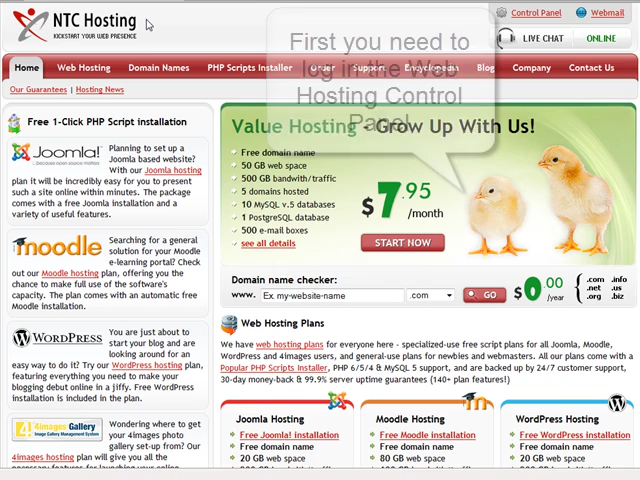 NTC Hosting
KICKSTART YOUR WEB PRESENCE
Control Panel
Webmail
LIVE CHAT
ONLINE
First you need to
log in the Web
Hosting Control
Panel
Home
Web Hosting
Domain Names
PHP Scripts Installer
Order
Support
Encyclopedia
Blog
Company
Contact Us
Our Guarantees | Hosting News
Free 1-Click PHP Script installation
Joomla!
...because open source matters
Planning to set up a
Joomla based website?
With our Joomla hosting
plan it will be incredibly easy for you to present
such a site online within minutes. The package
comes with a free Joomla installation and a
variety of useful features.
moodle
Searching for a general
solution for your Moodle
e-learning portal? Check
out our Moodle hosting plan, offering you the
chance to make full use of the software's
capacity. The plan comes with an automatic free
Moodle installation.
WORDPRESS
You are just about to
start your blog and are
looking around for an
easy way to do it? Try our WordPress hosting plan,
featuring everything you need to make your
blogging debut online in a jiffy. Free WordPress
installation is included in the plan.
4images Gallery
Image Gallery Management System
Wondering where to get
your 4images photo
gallery set-up from? Our
4images hosting plan will give you all the
necessary features for launching your online
Value Hosting - Grow Up With Us!
Free domain name
50 GB web space
500 GB bandwith/traffic
5 domains hosted
10 MySQL v.5 databases
1 PostgreSQL database
500 e-mail boxes
see all details
$7.95
/month
START NOW
Domain name checker:
www.
Ex. my-website-name
.com
GO
$0.00
/year
.com .info
.net .us
.org .biz
Web Hosting Plans
We have web hosting plans for everyone here - specialized-use free script plans for all Joomla, Moodle,
WordPress and 4images users, and general-use plans for newbies and webmasters. All our plans come with a
Popular PHP Scripts Installer, PHP 6/5/4 & MySQL 5 support, and are backed up by 24/7 customer support,
30-day money-back & 99.9% server uptime guarantees (140+ plan features!)
Joomla Hosting
Free Joomla! installation
Free domain name
20 GB web space
Moodle Hosting
Free Moodle installation
Free domain name
80 GB web space
WordPress Hosting
Free WordPress installation
Free domain name
20 GB web space